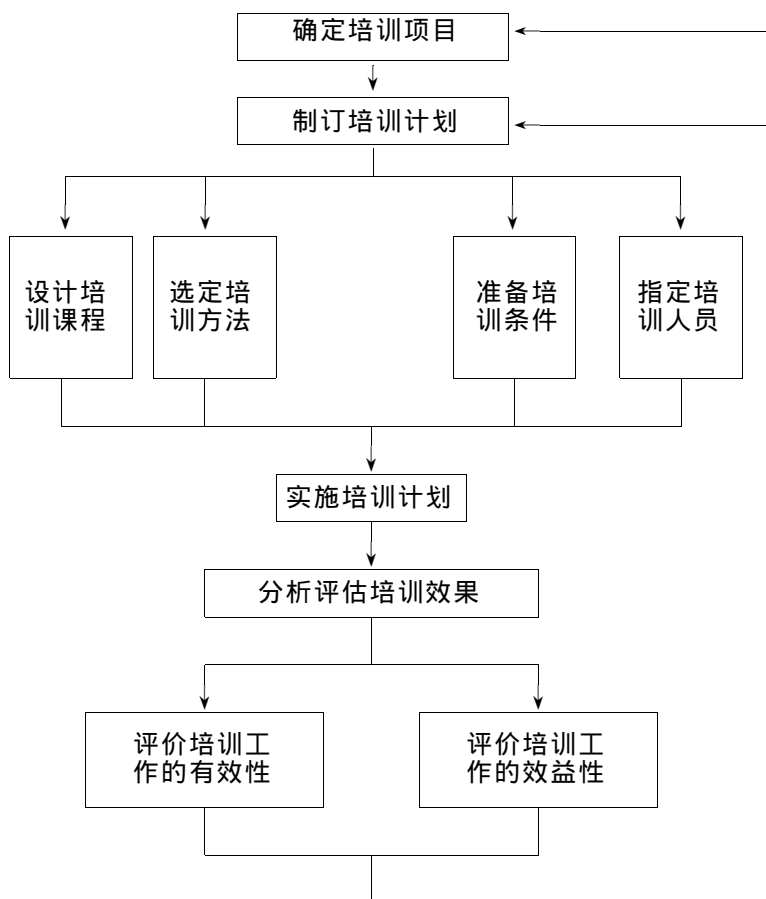 确定培训项目
制订培训计划
设计培
训课程
选定培
训方法
准备培
训条件
指定培
训人员
实施培训计划
分析评估培训效果
评价培训工
作的有效性
评价培训工
作的效益性